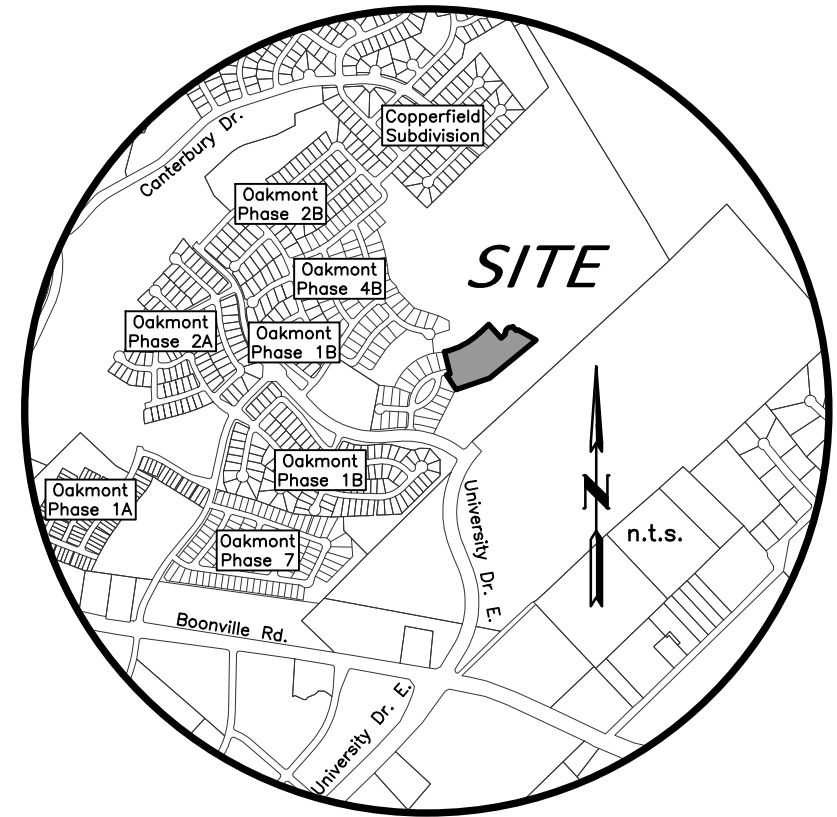 Copperfield
Subdivision
Canterbury Dr.
Oakmont
Phase 2B
SITE
Oakmont
Phase 4B
Oakmont
Phase 2A
Oakmont
Phase 1B
Oakmont
Phase 1B
Oakmont
Phase 1A
University Dr. E.
N
n.t.s.
Oakmont
Phase 7
Boonville Rd.
University Dr. E.